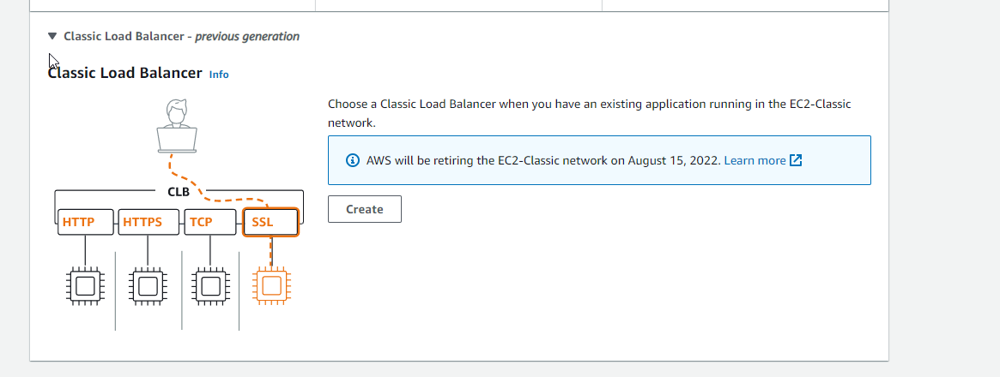 Classic Load Balancer - previous generation
Classic Load Balancer Info
Choose a Classic Load Balancer when you have an existing application running in the EC2-Classic
network.
AWS will be retiring the EC2-Classic network on August 15, 2022. Learn more
Create
CLB
HTTP HTTPS TCP SSL